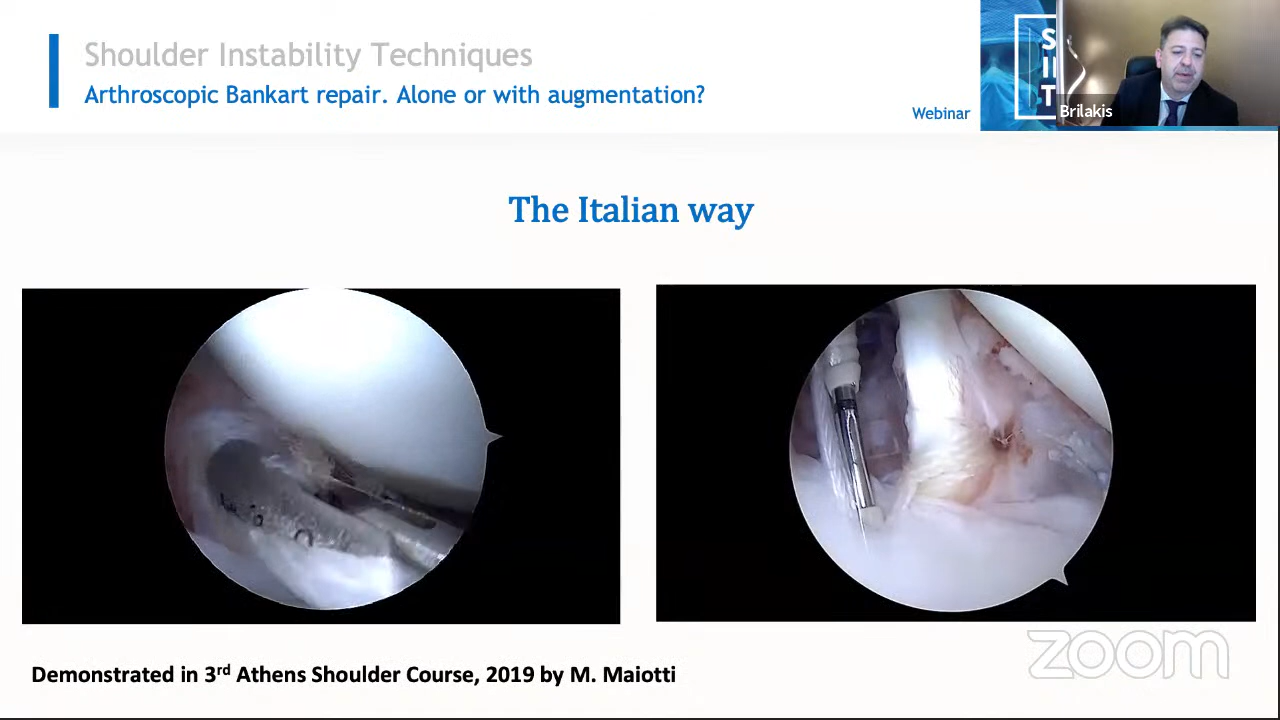 Shoulder Instability Techniques
Arthroscopic Bankart repair. Alone or with augmentation?
Webinar
S
I
T
Brilakis
The Italian way
Demonstrated in 3rd Athens Shoulder Course, 2019 by M. Maiotti
zoom